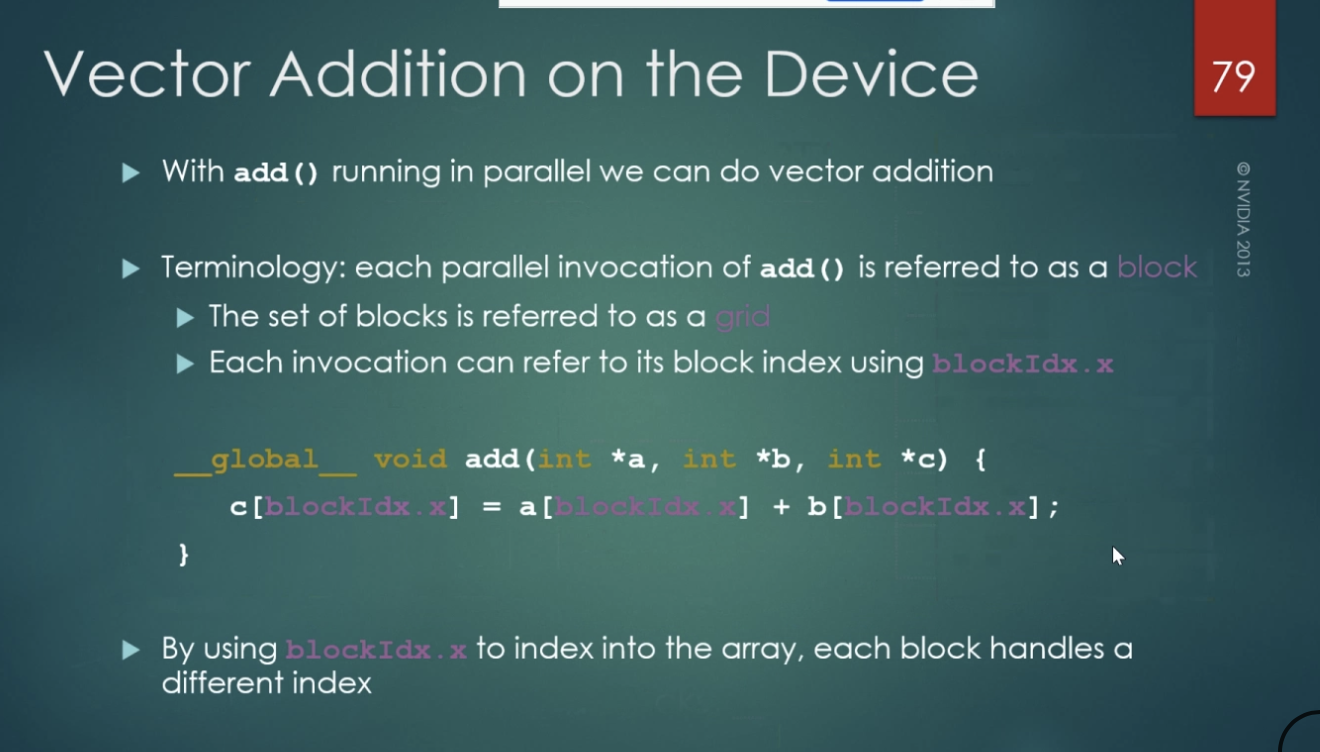 Vector Addition on the Device
79
With add() running in parallel we can do vector addition
Terminology: each parallel invocation of add() is referred to as a block
The set of blocks is referred to as a grid
Each invocation can refer to its block index using blockIdx.x
__global__ void add(int *a, int *b, int *c) {
c[blockIdx.x] = a[blockIdx.x] + b[blockIdx.x];
}
By using blockIdx.x to index into the array, each block handles a
different index
© NVIDIA 2013